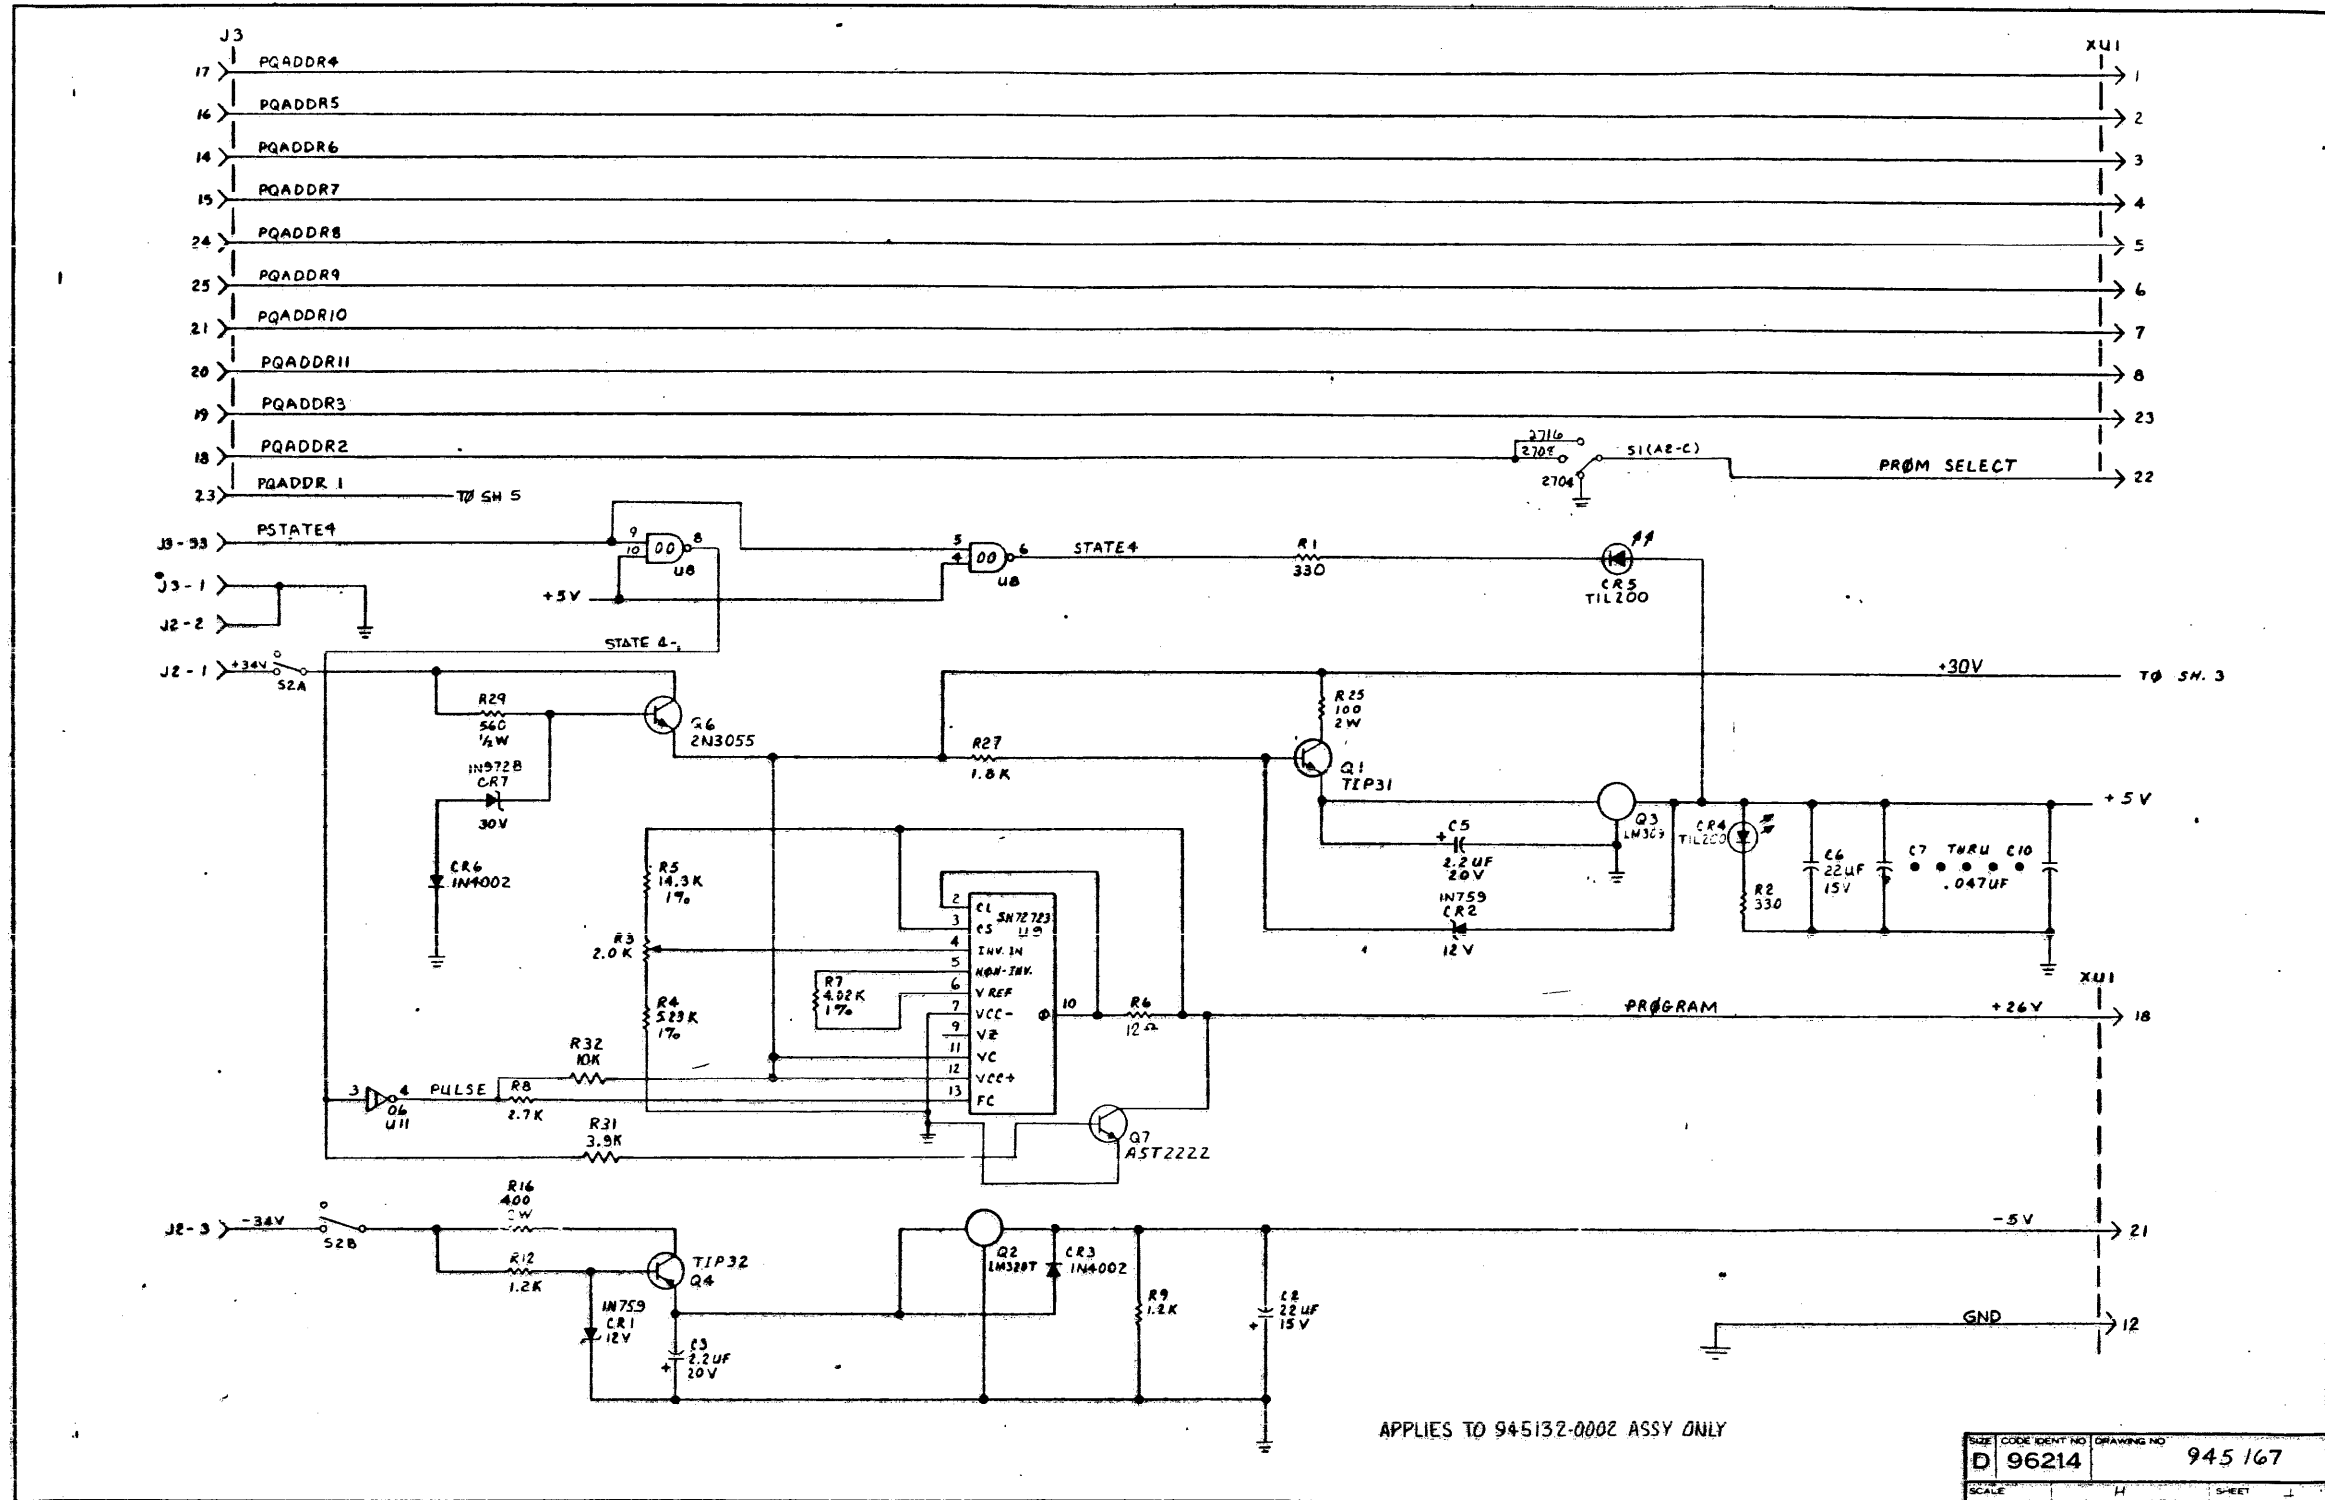 J3
XU1
17 PQADDR4 1
16 PQADDR5 2
14 PQADDR6 3
15 PQADDR7 4
24 PQADDR8 5
25 PQADDR9 6
21 PQADDR10 7
20 PQADDR11 8
19 PQADDR3 23
18 PQADDR2
2716
2708
2704
S1(A2-C)
PRØM SELECT 22
23 PQADDR 1 TØ SH 5
J3-33 PSTATE4
9
10
00
8
U8
5
4
00
6
U8
STATE4
R1
330
CR5
TIL200
J3-1
+5V
J2-2
STATE 4-
J2-1 +34V
S2A
+30V
TØ SH. 3
R29
560
1/2W
Q6
2N3055
R25
100
2W
R27
1.8K
Q1
TIP31
1N972B
CR7
30V
+5V
Q3
LM309
CR4
TIL200
C5
+
2.2UF
20V
C6
22UF
15V
C7 THRU C10
.047UF
CR6
1N4002
R5
14.3K
1%
R2
330
1N759
CR2
12V
SN72723
U9
2 CL
3 CS
4 INV. IN
5 NØN-INV.
6 V REF
7 VCC-
9 VZ
11 VC
12 VCC+
13 FC
Ø 10
R3
2.0K
R7
4.02K
1%
R4
5.23K
1%
R6
12Ω
XU1
PRØGRAM +26V 18
R32
10K
3
4
06
U11
PULSE
R8
2.7K
R31
3.9K
Q7
A5T2222
J2-3 -34V
S2B
R16
400
2W
R12
1.2K
TIP32
Q4
Q2
LM320T
CR3
1N4002
-5V 21
1N759
CR1
12V
C3
2.2UF
+
20V
R9
1.2K
C2
22UF
15V
+
GND 12
APPLIES TO 945132-0002 ASSY ONLY
SIZE CODE IDENT NO DRAWING NO
D 96214 945167
SCALE H SHEET